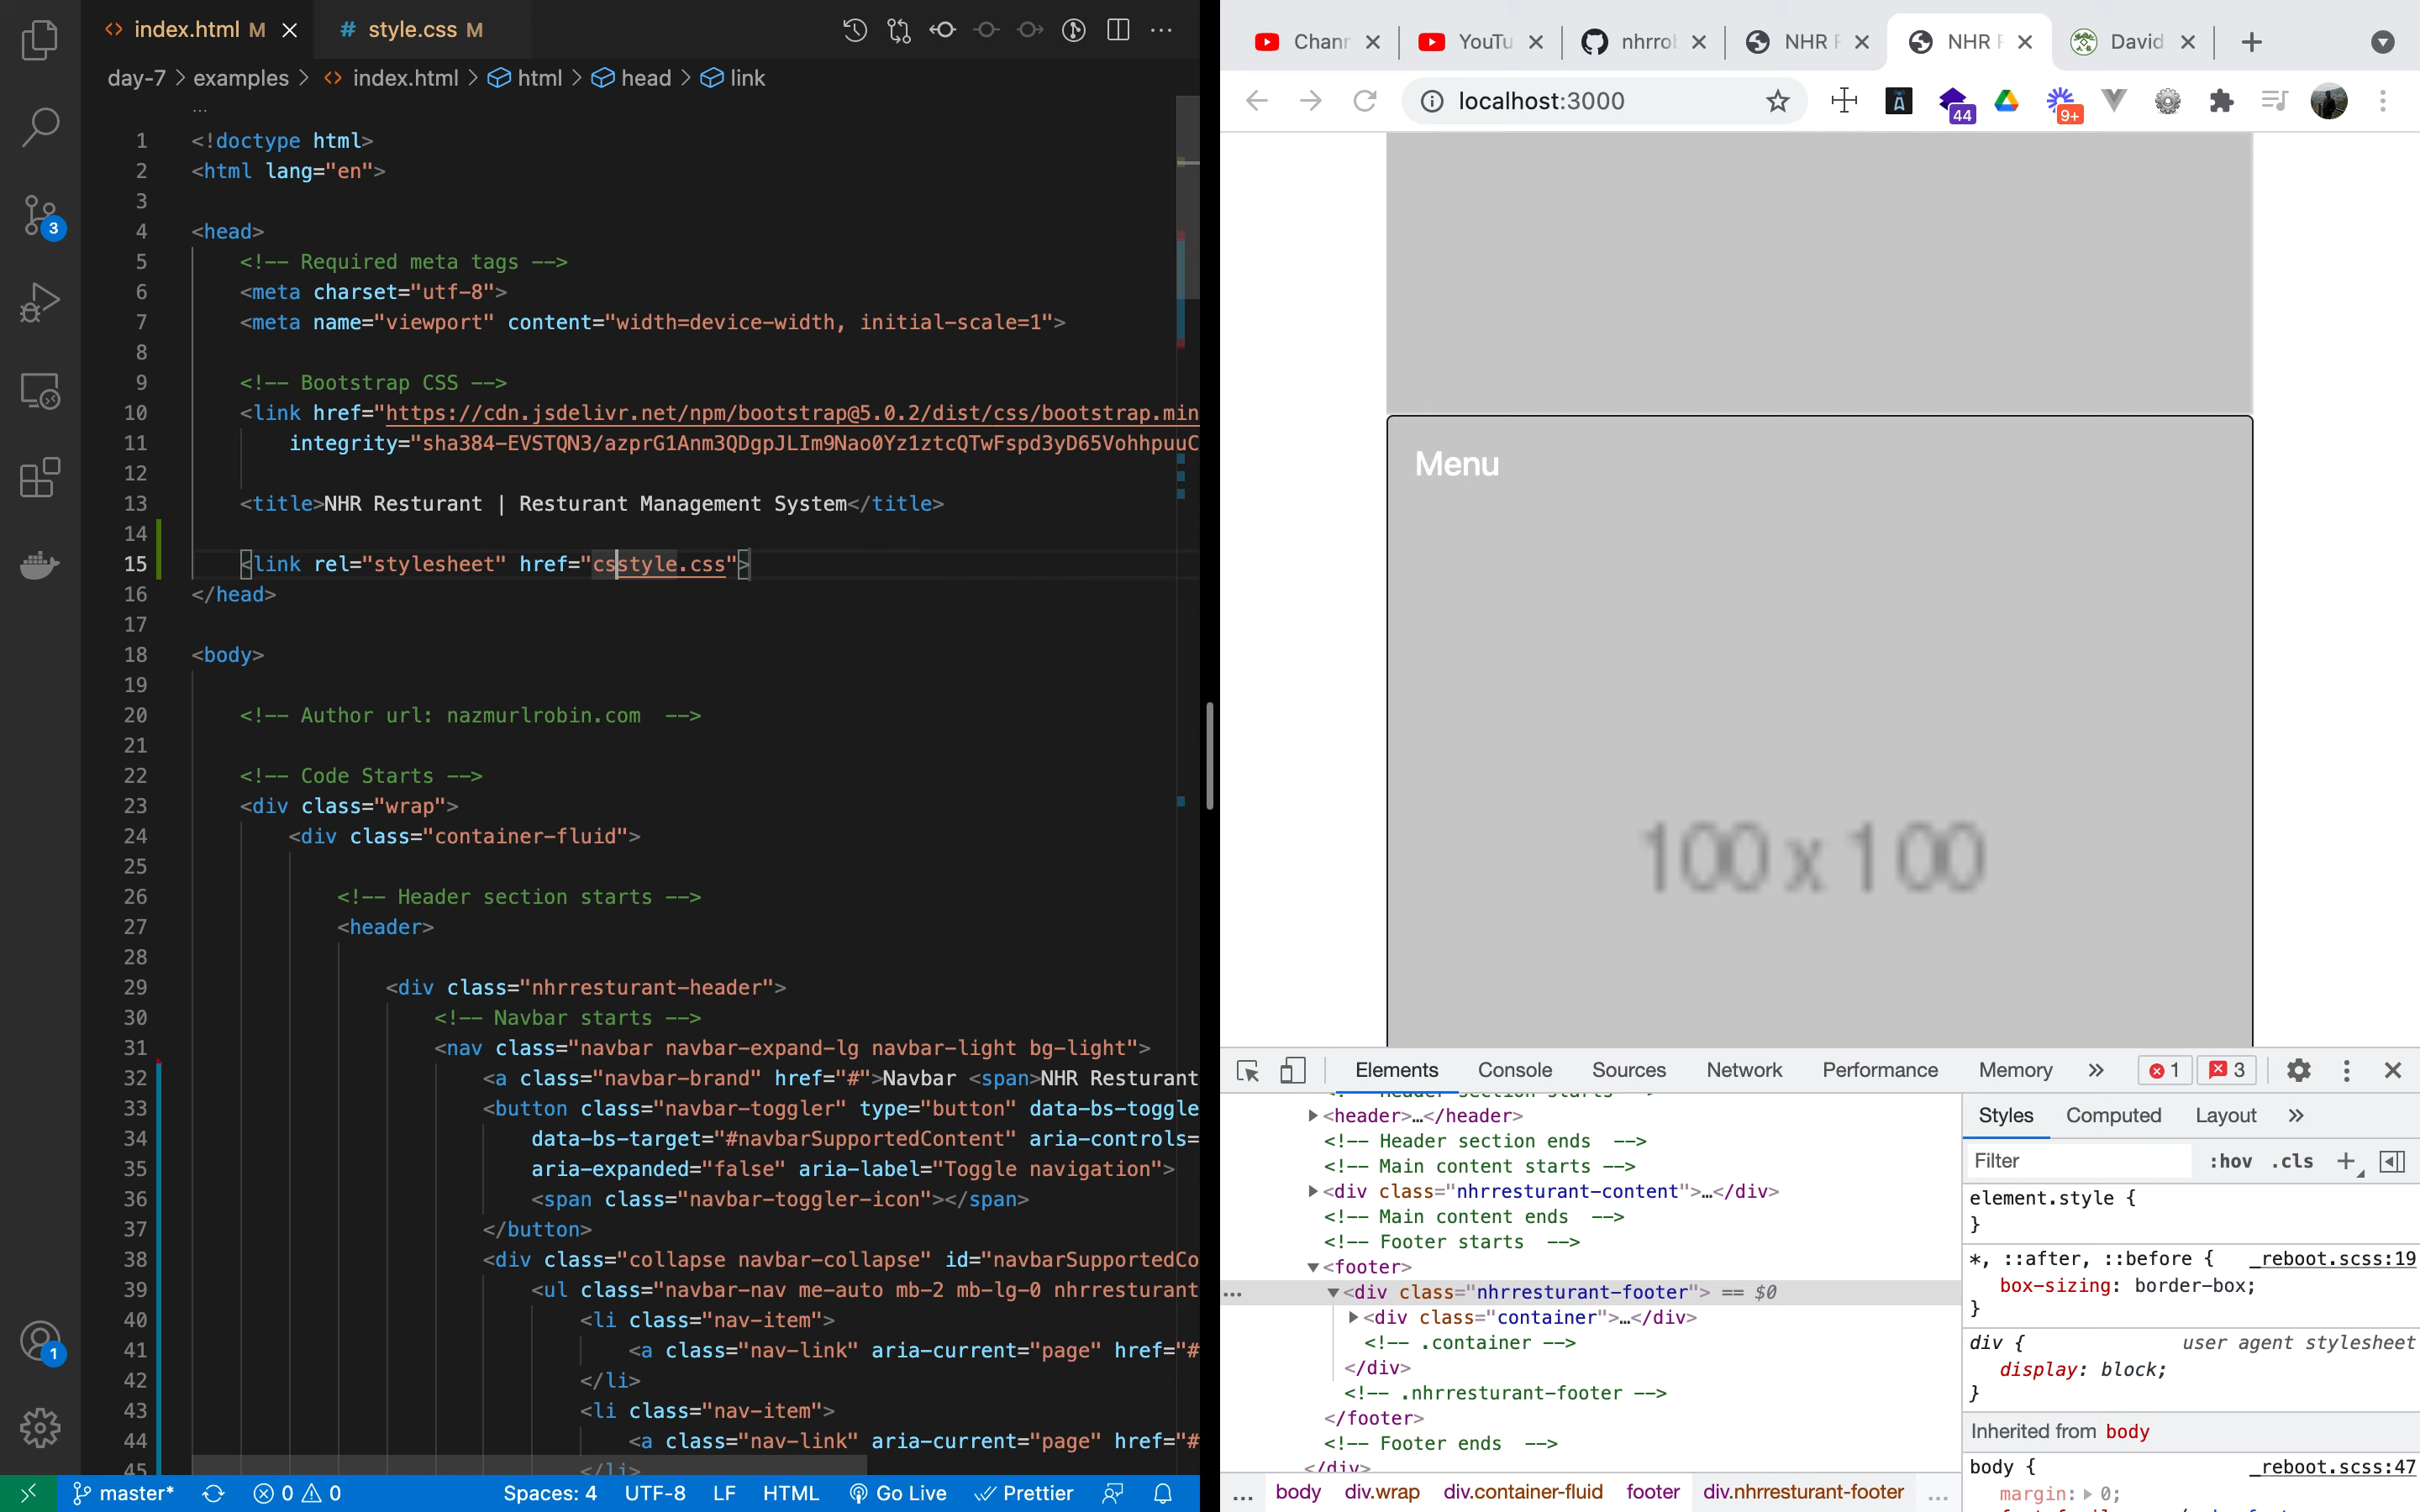 index.html M
# style.css M
day-7 > examples > index.html > html > head > link
...
1 <!doctype html>
2 <html lang="en">
3
4 <head>
5 <!-- Required meta tags -->
6 <meta charset="utf-8">
7 <meta name="viewport" content="width=device-width, initial-scale=1">
8
9 <!-- Bootstrap CSS -->
10 <link href="https://cdn.jsdelivr.net/npm/bootstrap@5.0.2/dist/css/bootstrap.min
11 integrity="sha384-EVSTQN3/azprG1Anm3QDgpJLIm9Nao0Yz1ztcQTwFspd3yD65VohhpuuC
12
13 <title>NHR Resturant | Resturant Management System</title>
14
15 <link rel="stylesheet" href="csstyle.css">
16 </head>
17
18 <body>
19
20 <!-- Author url: nazmurlrobin.com -->
21
22 <!-- Code Starts -->
23 <div class="wrap">
24 <div class="container-fluid">
25
26 <!-- Header section starts -->
27 <header>
28
29 <div class="nhrresturant-header">
30 <!-- Navbar starts -->
31 <nav class="navbar navbar-expand-lg navbar-light bg-light">
32 <a class="navbar-brand" href="#">Navbar <span>NHR Resturant
33 <button class="navbar-toggler" type="button" data-bs-toggle
34 data-bs-target="#navbarSupportedContent" aria-controls=
35 aria-expanded="false" aria-label="Toggle navigation">
36 <span class="navbar-toggler-icon"></span>
37 </button>
38 <div class="collapse navbar-collapse" id="navbarSupportedCo
39 <ul class="navbar-nav me-auto mb-2 mb-lg-0 nhrresturant
40 <li class="nav-item">
41 <a class="nav-link" aria-current="page" href="#
42 </li>
43 <li class="nav-item">
44 <a class="nav-link" aria-current="page" href="#
45 </li>
3
1
master* 0 0 Spaces: 4 UTF-8 LF HTML Go Live Prettier
Chann YouTu nhrrob NHR R NHR R David
localhost:3000
44 9+
Menu
100 x 100
Elements Console Sources Network Performance Memory » 1 3
<!-- Header section starts -->
<header>…</header>
<!-- Header section ends -->
<!-- Main content starts -->
<div class="nhrresturant-content">…</div>
<!-- Main content ends -->
<!-- Footer starts -->
<footer>
... <div class="nhrresturant-footer"> == $0
<div class="container">…</div>
<!-- .container -->
</div>
<!-- .nhrresturant-footer -->
</footer>
<!-- Footer ends -->
</div>
... body div.wrap div.container-fluid footer div.nhrresturant-footer ...
Styles Computed Layout »
Filter :hov .cls +
element.style {
}
*, ::after, ::before { _reboot.scss:19
box-sizing: border-box;
}
div { user agent stylesheet
display: block;
}
Inherited from body
body { _reboot.scss:47
margin: 0;